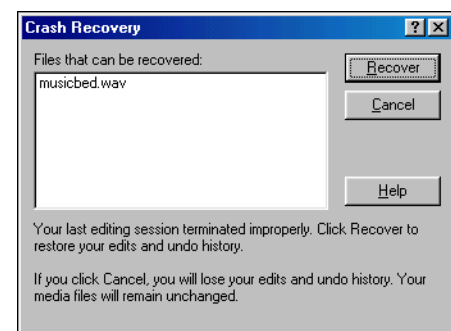 Crash Recovery
Files that can be recovered:
musicbed.wav
Recover
Cancel
Help
Your last editing session terminated improperly. Click Recover to
restore your edits and undo history.
If you click Cancel, you will lose your edits and undo history. Your
media files will remain unchanged.